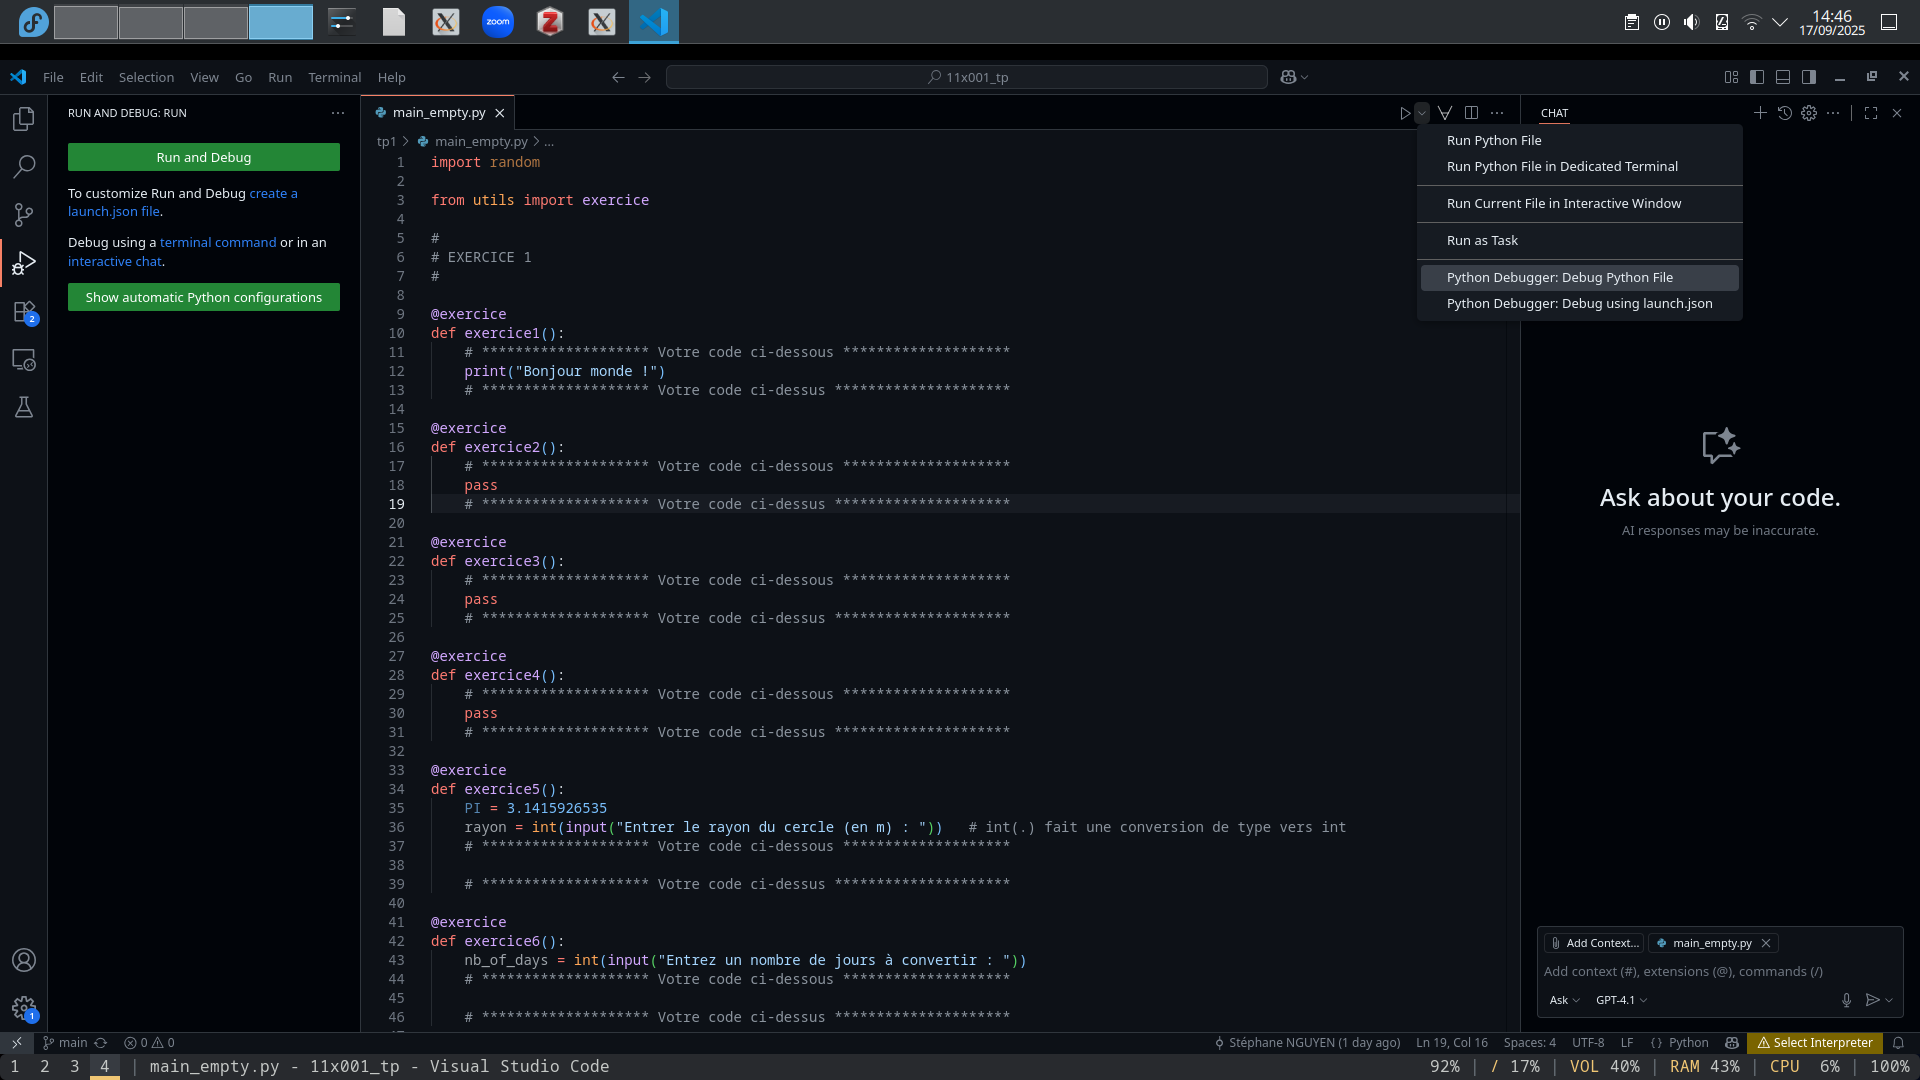 zoom
14:46
17/09/2025
File Edit Selection View Go Run Terminal Help
11x001_tp
RUN AND DEBUG: RUN
Run and Debug
To customize Run and Debug create a
launch.json file.
Debug using a terminal command or in an
interactive chat.
Show automatic Python configurations
2
1
main_empty.py
tp1 > main_empty.py > ...
1 import random
2
3 from utils import exercice
4
5 #
6 # EXERCICE 1
7 #
8
9 @exercice
10 def exercice1():
11 # ******************** Votre code ci-dessous ********************
12 print("Bonjour monde !")
13 # ******************** Votre code ci-dessus *********************
14
15 @exercice
16 def exercice2():
17 # ******************** Votre code ci-dessous ********************
18 pass
19 # ******************** Votre code ci-dessus *********************
20
21 @exercice
22 def exercice3():
23 # ******************** Votre code ci-dessous ********************
24 pass
25 # ******************** Votre code ci-dessus *********************
26
27 @exercice
28 def exercice4():
29 # ******************** Votre code ci-dessous ********************
30 pass
31 # ******************** Votre code ci-dessus *********************
32
33 @exercice
34 def exercice5():
35 PI = 3.1415926535
36 rayon = int(input("Entrer le rayon du cercle (en m) : ")) # int(.) fait une conversion de type vers int
37 # ******************** Votre code ci-dessous ********************
38
39 # ******************** Votre code ci-dessus *********************
40
41 @exercice
42 def exercice6():
43 nb_of_days = int(input("Entrez un nombre de jours à convertir : "))
44 # ******************** Votre code ci-dessous ********************
45
46 # ******************** Votre code ci-dessus *********************
Run Python File
Run Python File in Dedicated Terminal
Run Current File in Interactive Window
Run as Task
Python Debugger: Debug Python File
Python Debugger: Debug using launch.json
CHAT
Ask about your code.
AI responses may be inaccurate.
Add Context... main_empty.py
Add context (#), extensions (@), commands (/)
Ask GPT-4.1
main 0 0 Stéphane NGUYEN (1 day ago) Ln 19, Col 16 Spaces: 4 UTF-8 LF {} Python Select Interpreter
1 2 3 4 | main_empty.py - 11x001_tp - Visual Studio Code 92% | / 17% | VOL 40% | RAM 43% | CPU 6% | 100%